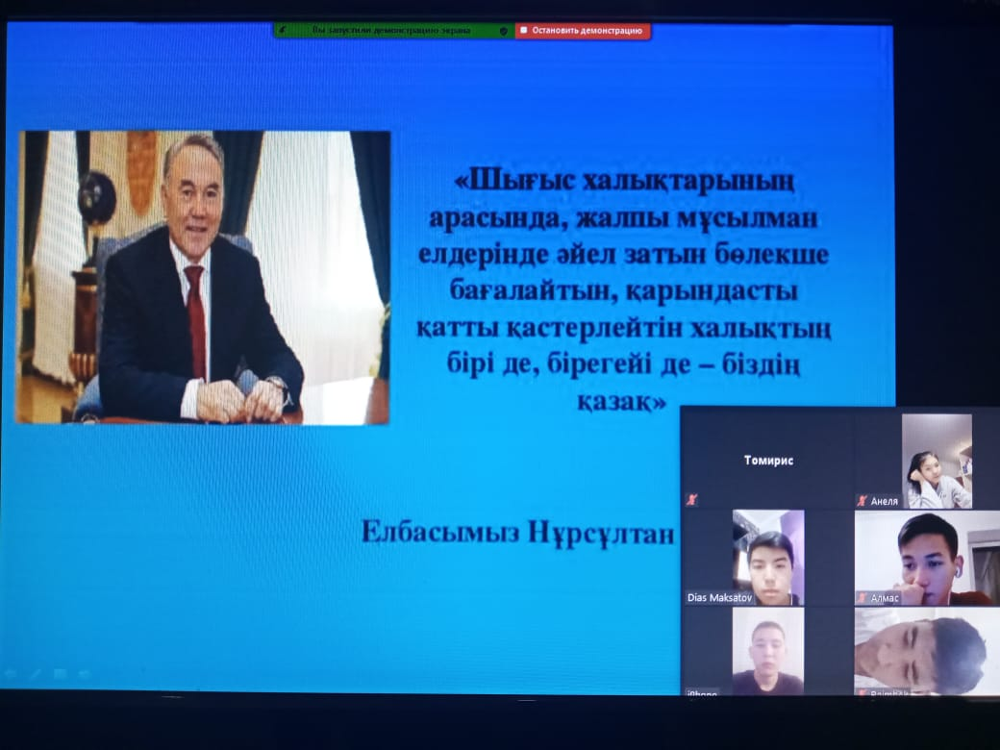 Вы запустили демонстрацию экрана
Остановить демонстрацию
«Шығыс халықтарының
арасында, жалпы мұсылман
елдерінде әйел затын бөлекше
бағалайтын, қарындасты
қатты қастерлейтін халықтың
бірі де, бірегейі де – біздің
қазақ»
Елбасымыз Нұрсұлтан
Томирис
Анеля
Dias Maksatov
Алмас
iPhone